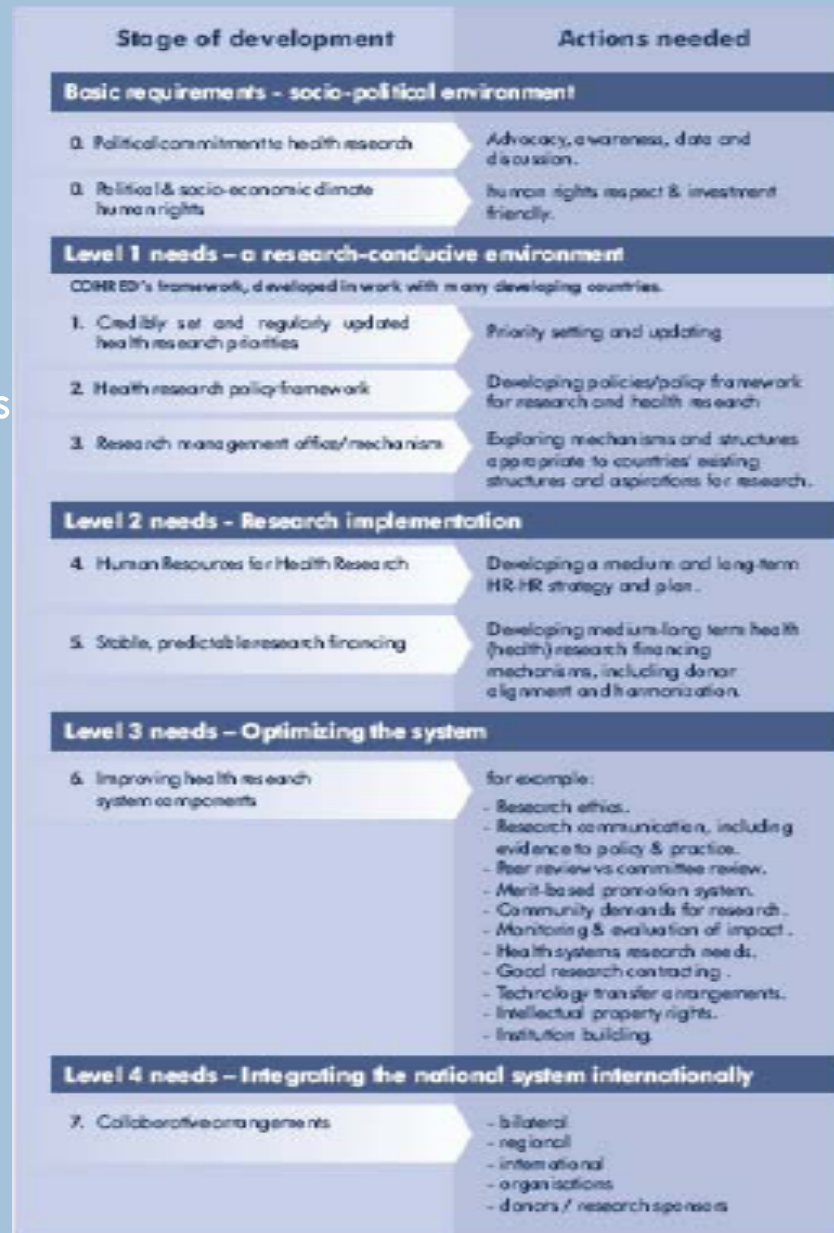 Stage of development
Actions needed
Basic requirements – socio-political environment
0. Political commitment to health research
Advocacy, awareness, data and
discussion.
0. Political & socio-economic climate
human rights
human rights respect & investment
friendly.
Level 1 needs – a research-conducive environment
COHRED's framework, developed in work with many developing countries.
1. Credibly set and regularly updated
health research priorities
Priority setting and updating
2. Health research policy framework
Developing policies/policy framework
for research and health research
s
3. Research management office/mechanism
Exploring mechanisms and structures
appropriate to countries' existing
structures and aspirations for research.
Level 2 needs – Research implementation
4. Human Resources for Health Research
Developing a medium and long-term
HR-HR strategy and plan.
5. Stable, predictable research financing
Developing medium-long term health
(health) research financing
mechanisms, including donor
alignment and harmonization.
Level 3 needs – Optimizing the system
6. Improving health research
system components
for example:
- Research ethics.
- Research communication, including
evidence to policy & practice.
- Peer review vs committee review.
- Merit-based promotion system.
- Community demands for research.
- Monitoring & evaluation of impact.
- Health systems research needs.
- Good research contracting.
- Technology transfer arrangements.
- Intellectual property rights.
- Institution building.
Level 4 needs – Integrating the national system internationally
7. Collaborative arrangements
- bilateral
- regional
- international
- organisations
- donors / research sponsors